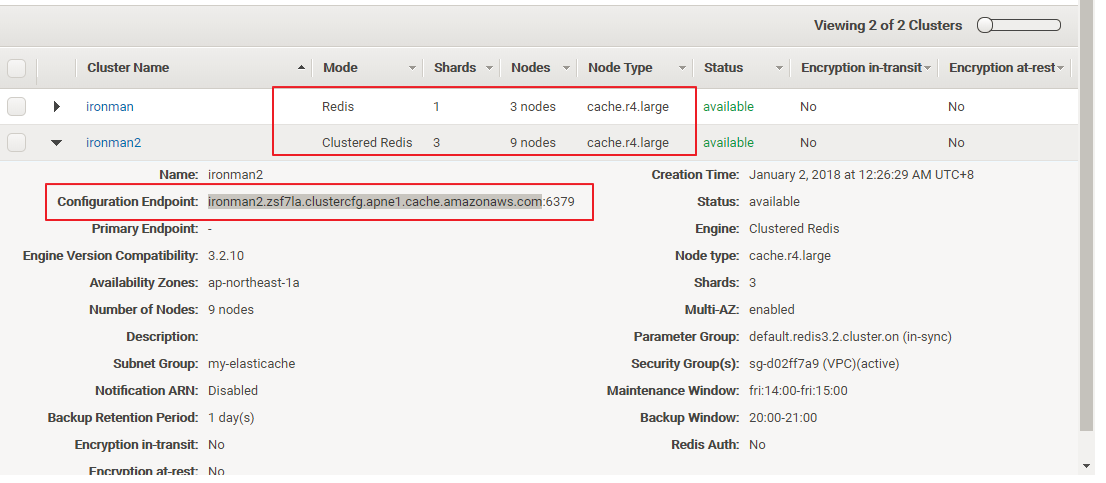 Viewing 2 of 2 Clusters
Cluster Name Mode Shards Nodes Node Type Status Encryption in-transit Encryption at-rest
ironman Redis 1 3 nodes cache.r4.large available No No
ironman2 Clustered Redis 3 9 nodes cache.r4.large available No No
Name: ironman2 Creation Time: January 2, 2018 at 12:26:29 AM UTC+8
Configuration Endpoint: ironman2.zsf7la.clustercfg.apne1.cache.amazonaws.com:6379 Status: available
Primary Endpoint: - Engine: Clustered Redis
Engine Version Compatibility: 3.2.10 Node type: cache.r4.large
Availability Zones: ap-northeast-1a Shards: 3
Number of Nodes: 9 nodes Multi-AZ: enabled
Description: Parameter Group: default.redis3.2.cluster.on (in-sync)
Subnet Group: my-elasticache Security Group(s): sg-d02ff7a9 (VPC)(active)
Notification ARN: Disabled Maintenance Window: fri:14:00-fri:15:00
Backup Retention Period: 1 day(s) Backup Window: 20:00-21:00
Encryption in-transit: No Redis Auth: No
Encryption at-rest: No